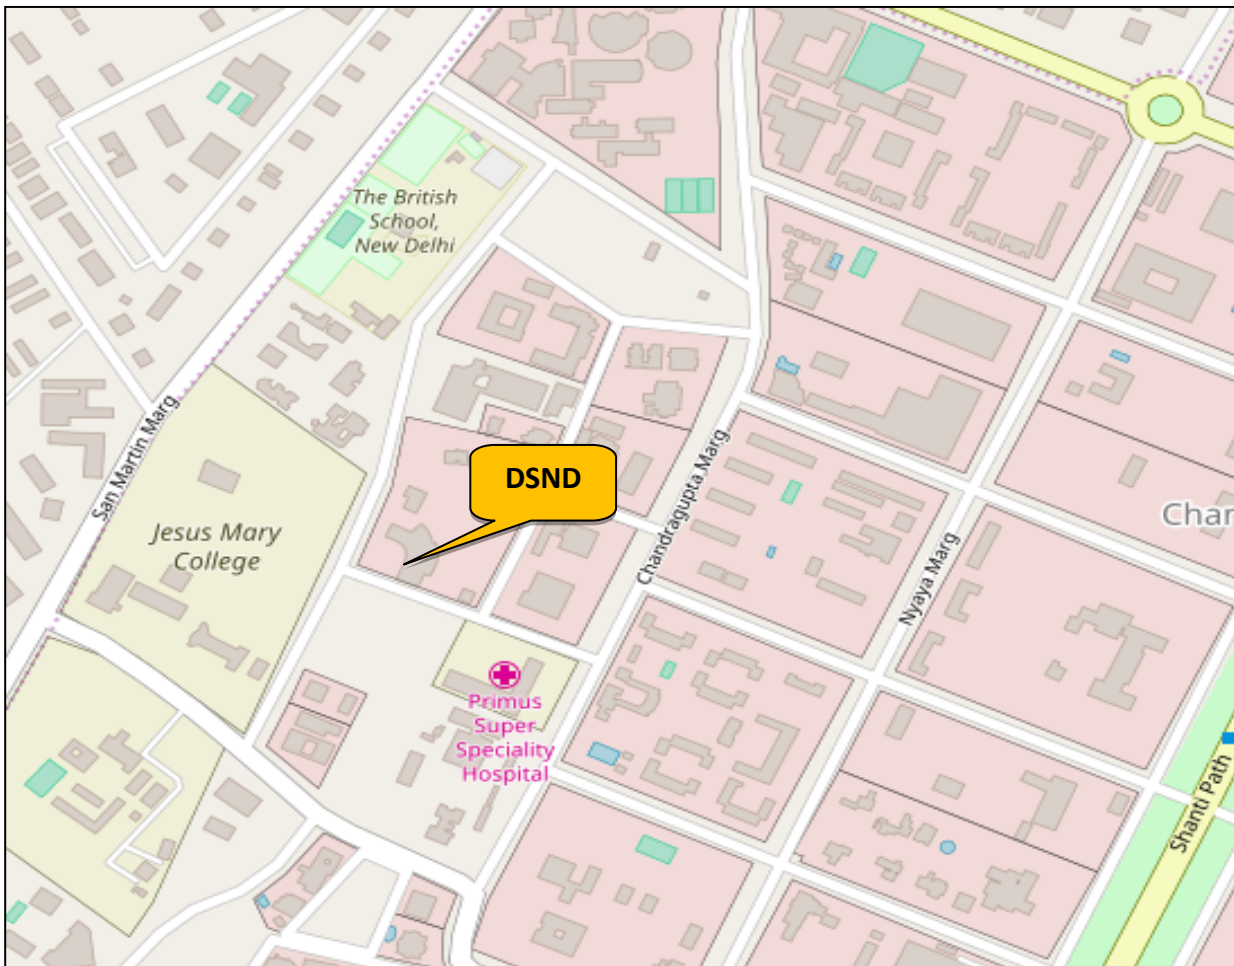 The British
School,
New Delhi
San Martin Marg
DSND
Chandragupta Marg
Jesus Mary
College
Char
Nyaya Marg
Primus
Super
Speciality
Hospital
Shanti Path